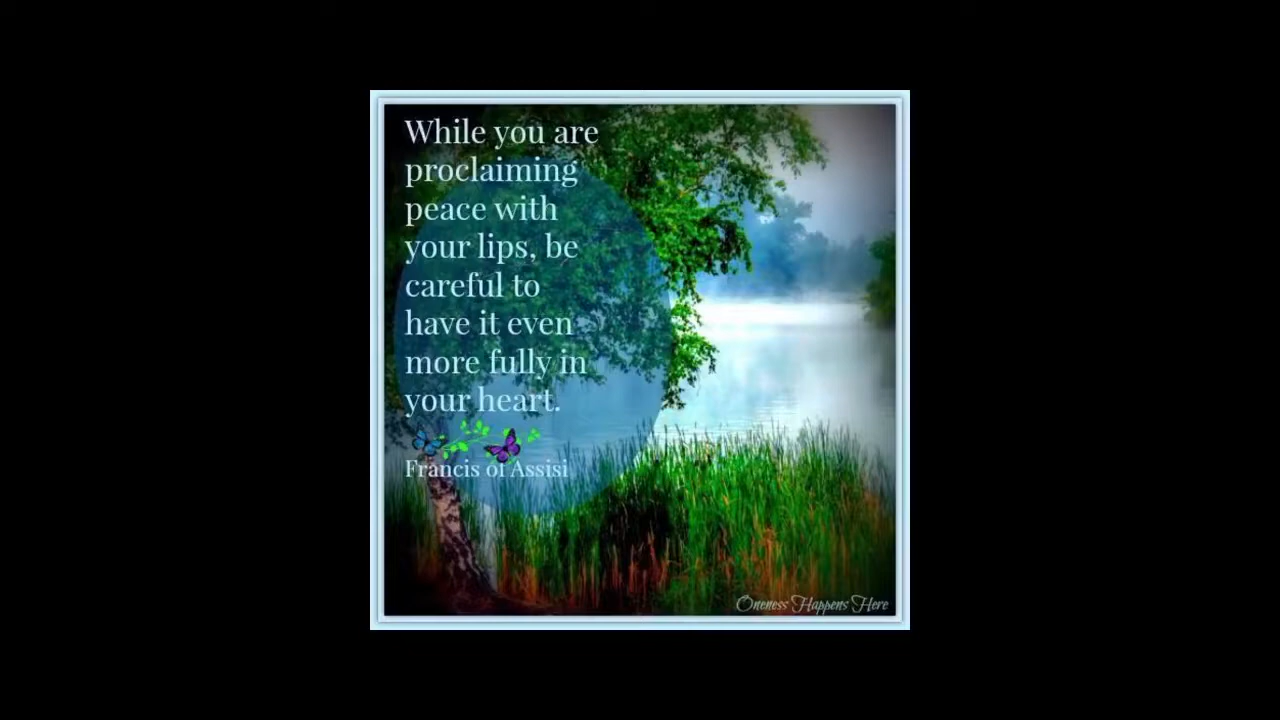 While you are
proclaiming
peace with
your lips, be
careful to
have it even
more fully in
your heart.
Francis of Assisi
Oneness Happens Here